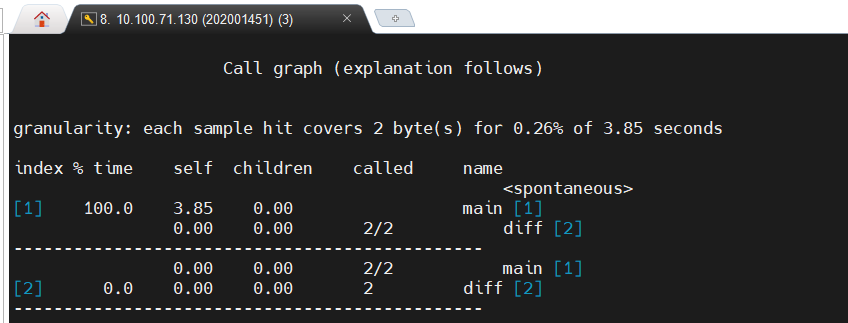 8. 10.100.71.130 (202001451) (3)
Call graph (explanation follows)
granularity: each sample hit covers 2 byte(s) for 0.26% of 3.85 seconds
index % time    self  children    called     name
                                                 <spontaneous>
[1]    100.0    3.85    0.00                 main [1]
                0.00    0.00       2/2           diff [2]
-----------------------------------------------
                0.00    0.00       2/2           main [1]
[2]      0.0    0.00    0.00       2         diff [2]
-----------------------------------------------